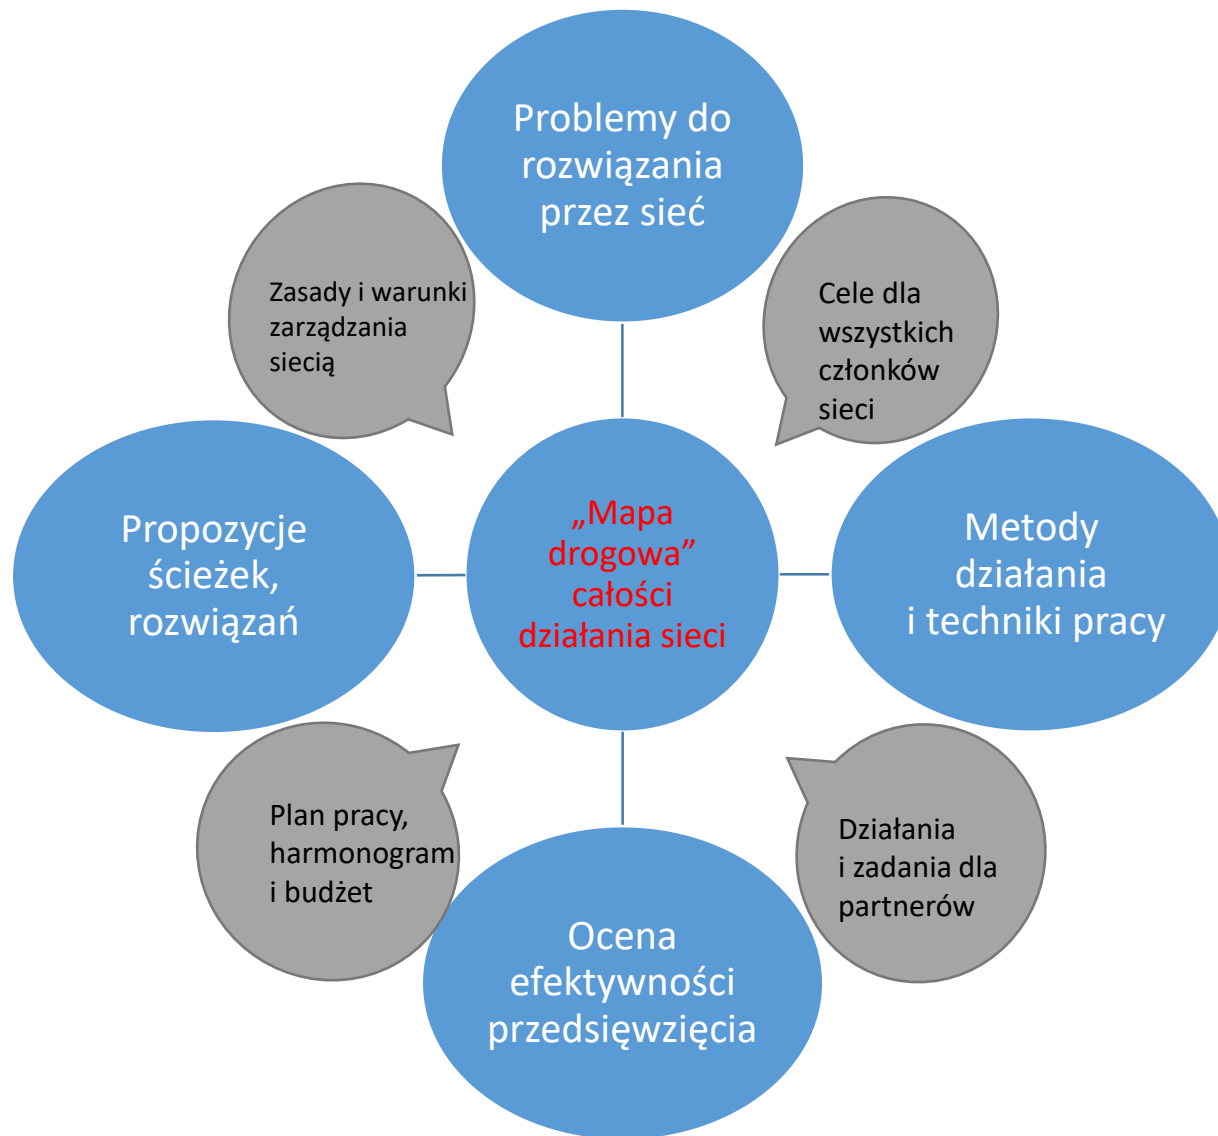 Problemy do
rozwiązania
przez sieć
Zasady i warunki
zarządzania
siecią
Cele dla
wszystkich
członków
sieci
Propozycje
ścieżek,
rozwiązań
„Mapa
drogowa”
całości
działania sieci
Metody
działania
i techniki pracy
Plan pracy,
harmonogram
i budżet
Działania
i zadania dla
partnerów
Ocena
efektywności
przedsięwzięcia